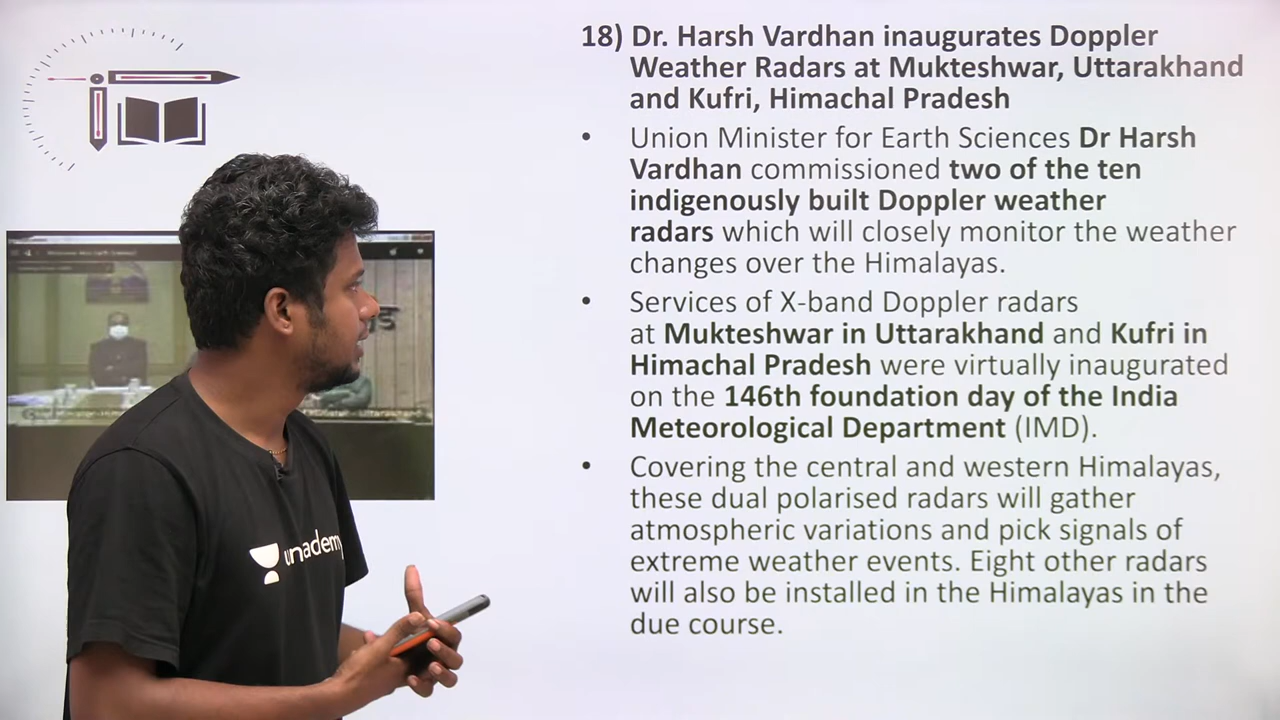 18) Dr. Harsh Vardhan inaugurates Doppler
Weather Radars at Mukteshwar, Uttarakhand
and Kufri, Himachal Pradesh
• Union Minister for Earth Sciences Dr Harsh
Vardhan commissioned two of the ten
indigenously built Doppler weather
radars which will closely monitor the weather
changes over the Himalayas.
• Services of X-band Doppler radars
at Mukteshwar in Uttarakhand and Kufri in
Himachal Pradesh were virtually inaugurated
on the 146th foundation day of the India
Meteorological Department (IMD).
• Covering the central and western Himalayas,
these dual polarised radars will gather
atmospheric variations and pick signals of
extreme weather events. Eight other radars
will also be installed in the Himalayas in the
due course.
unadem